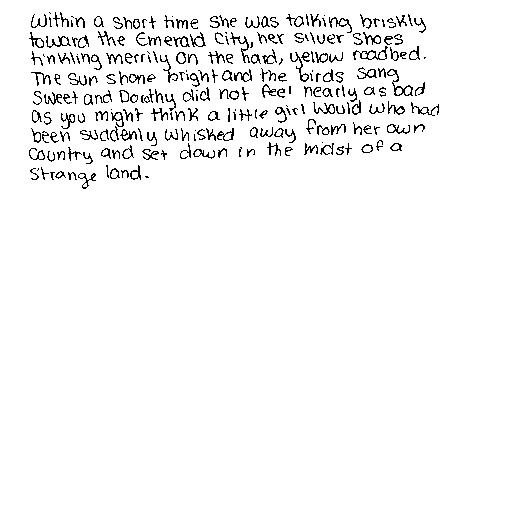 Within a short time she was talking briskly
toward the Emerald City, her silver shoes
tinkling merrily on the hard, yellow roadbed.
The sun shone bright and the birds sang
sweet and Dorothy did not feel nearly as bad
as you might think a little girl would who had
been suddenly whisked away from her own
country and set down in the midst of a
strange land.